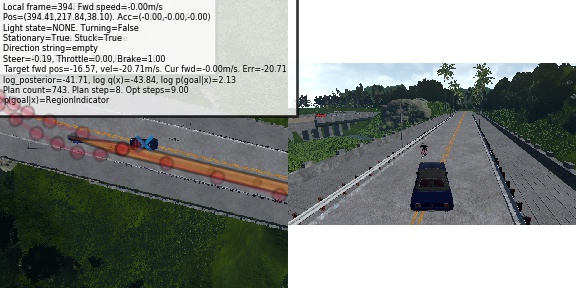 Local frame=394. Fwd speed=-0.00m/s
Pos=(394.41,217.84,38.10). Acc=(-0.00,-0.00,-0.00)
Light state=NONE. Turning=False
Stationary=True. Stuck=True
Direction string=empty
Steer=-0.19, Throttle=0.00, Brake=1.00
Target fwd pos=-16.57, vel=-20.71m/s. Cur fwd=-0.00m/s. Err=-20.71
log_posterior=-41.71, log q(x)=-43.84, log p(goal|x)=2.13
Plan count=743. Plan step=8. Opt steps=9.00
p(goal|x)=RegionIndicator